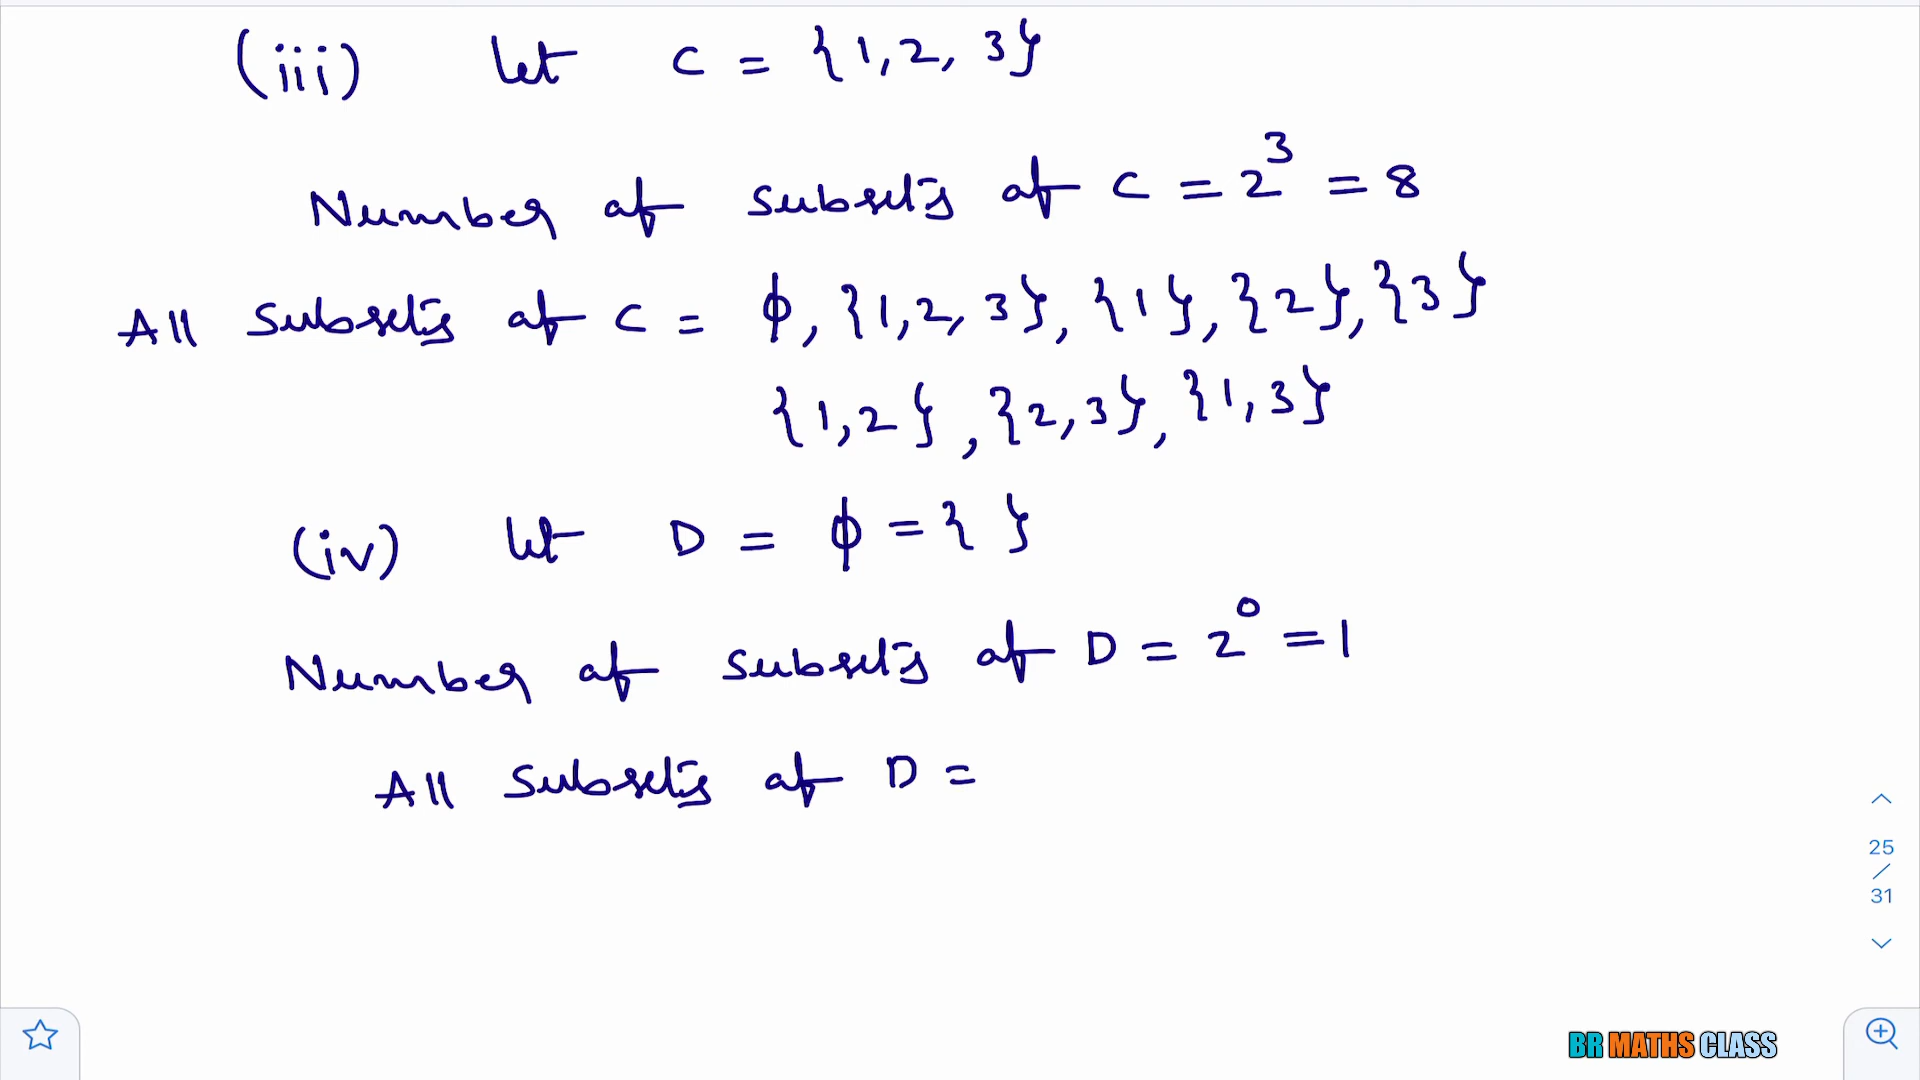 (iii) Let C = {1, 2, 3}
Number of subsets of C = 2³ = 8
All subsets of C = ϕ, {1, 2, 3}, {1}, {2}, {3}
{1, 2}, {2, 3}, {1, 3}
(iv) Let D = ϕ = { }
Number of subsets of D = 2⁰ = 1
All subsets of D =
25
/
31
BR MATHS CLASS